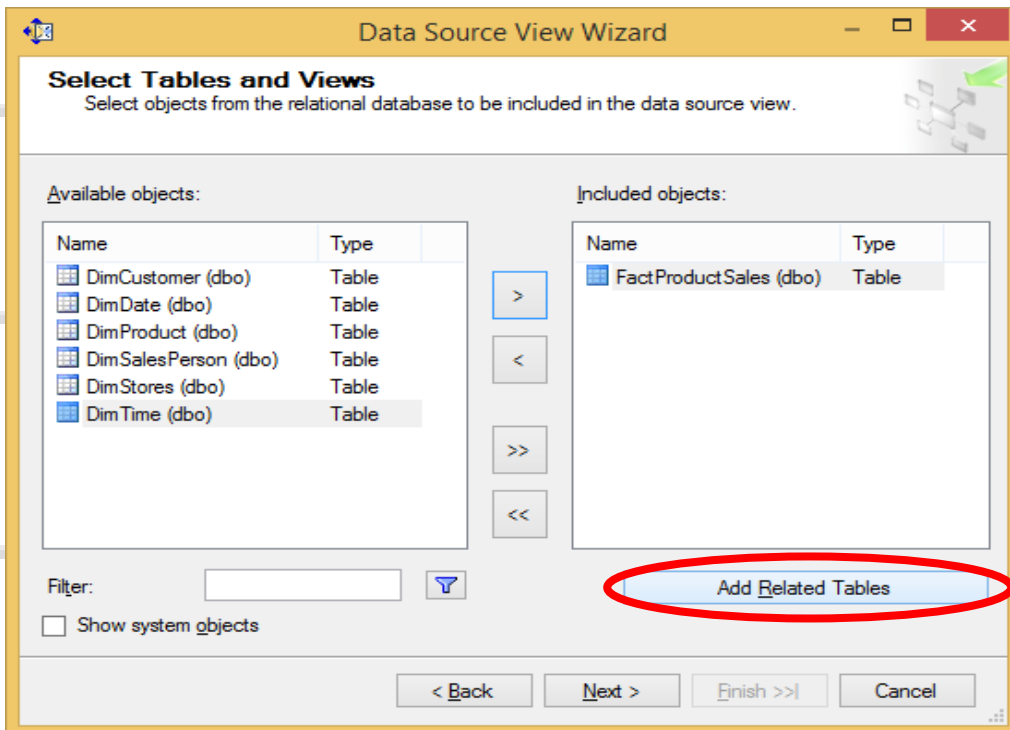 Data Source View Wizard
Select Tables and Views
Select objects from the relational database to be included in the data source view.
Available objects:
Included objects:
Name Type
DimCustomer (dbo) Table
DimDate (dbo) Table
DimProduct (dbo) Table
DimSalesPerson (dbo) Table
DimStores (dbo) Table
DimTime (dbo) Table
>
<
>>
<<
Name Type
FactProductSales (dbo) Table
Filter:
Add Related Tables
Show system objects
< Back
Next >
Finish >>|
Cancel